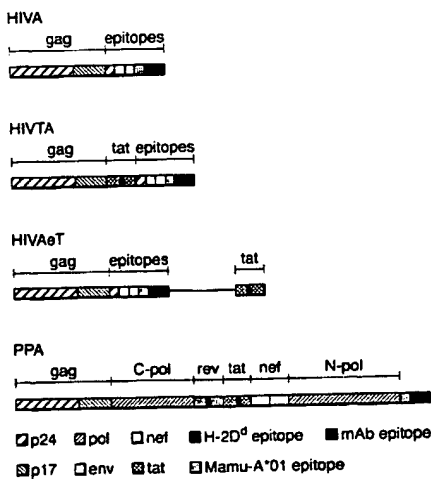 HIVA
gag epitopes
HIVTA
gag tat epitopes
HIVAeT
gag epitopes tat
PPA
gag C-pol rev tat nef N-pol
p24 pol nef H-2Dd epitope mAb epitope
p17 env tat Mamu-A*01 epitope